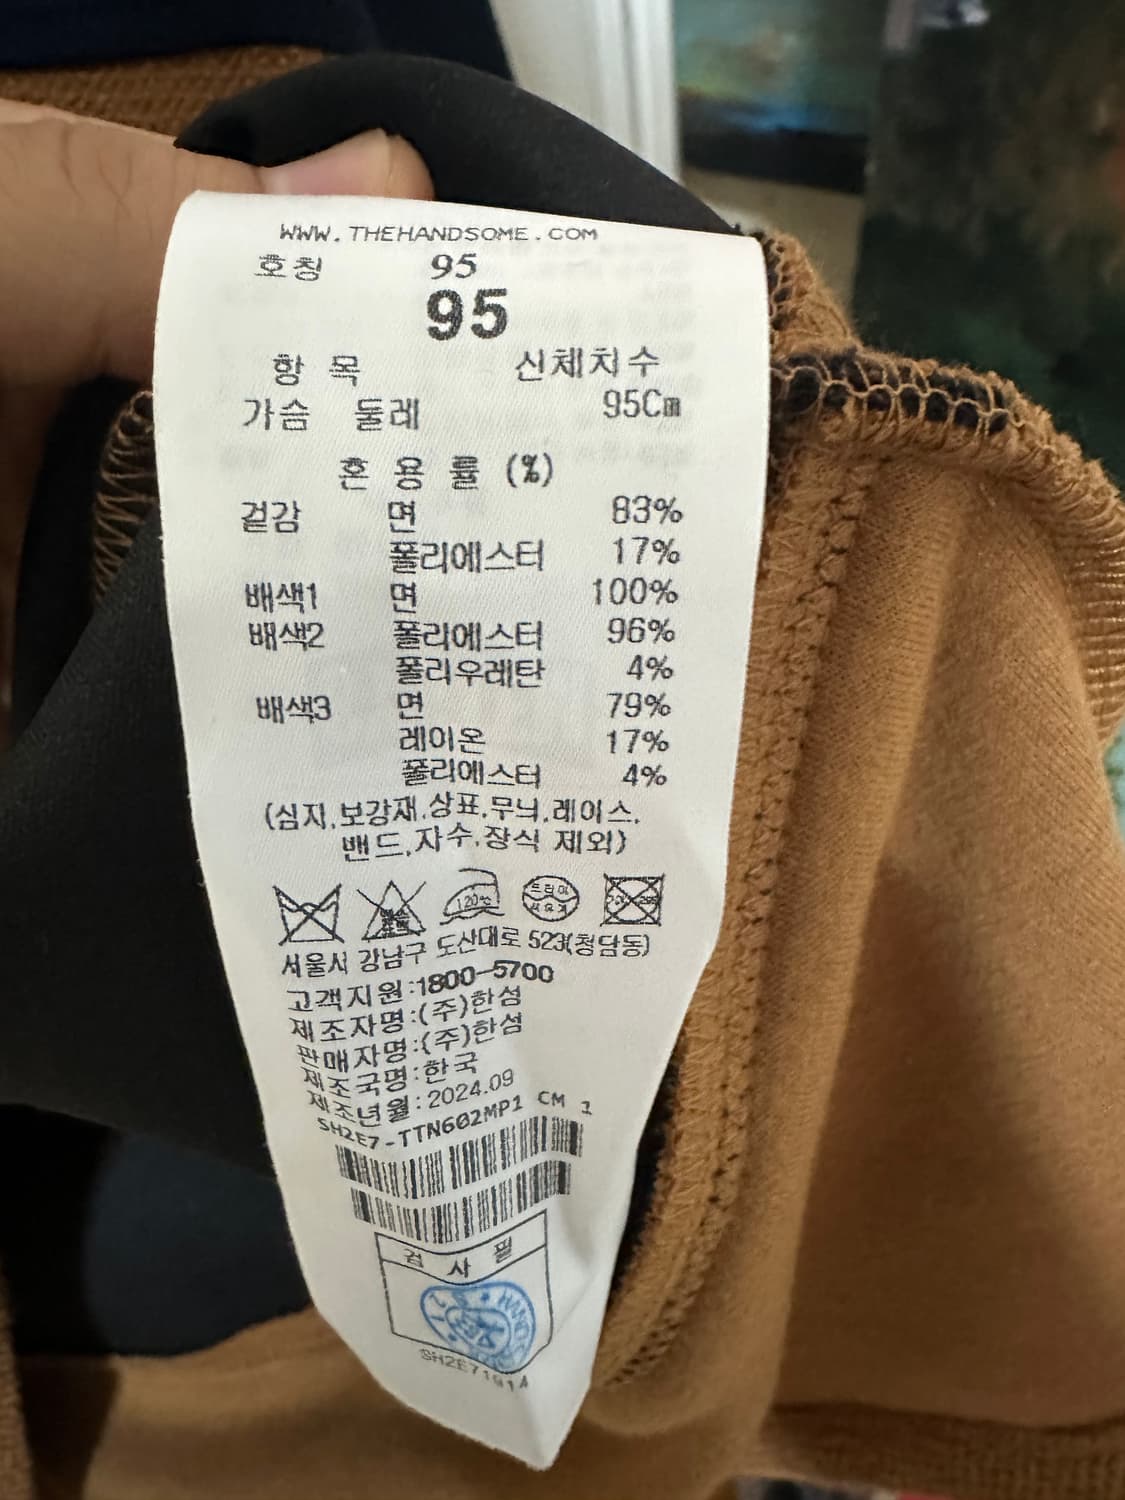 WWW.THEHANDSOME.COM
호칭 95
95
항 목 신체치수
가슴 둘레 95Cm
혼 용 률 (%)
겉감 면 83%
폴리에스터 17%
배색1 면 100%
배색2 폴리에스터 96%
폴리우레탄 4%
배색3 면 79%
레이온 17%
폴리에스터 4%
(심지,보강재,상표,무늬,레이스,
밴드,자수,장식 제외)
120℃ 드라이
서울시 강남구 도산대로 523(청담동)
고객지원:1800-5700
제조자명:(주)한섬
판매자명:(주)한섬
제조국명:한국
제조년월:2024.09
SH2E7-TTN602MP1 CM 1
검 사 필
SH2E7191A